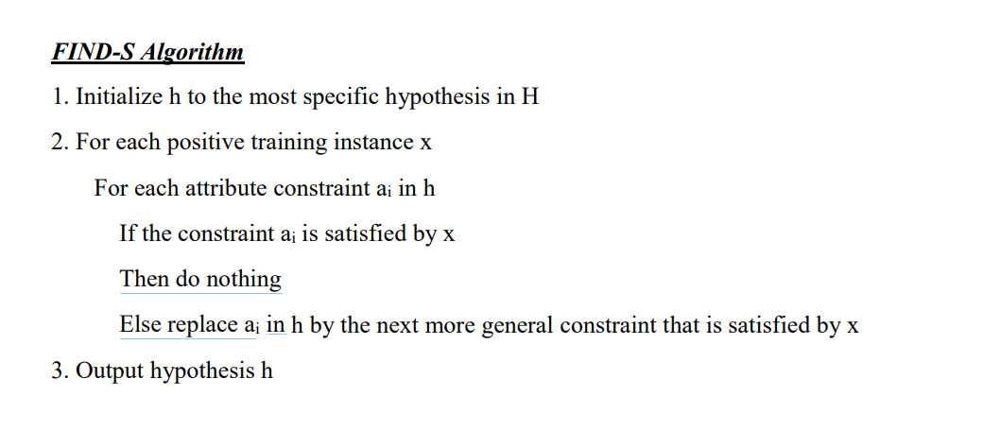 FIND-S Algorithm
1. Initialize h to the most specific hypothesis in H
2. For each positive training instance x
For each attribute constraint aᵢ in h
If the constraint aᵢ is satisfied by x
Then do nothing
Else replace aᵢ in h by the next more general constraint that is satisfied by x
3. Output hypothesis h